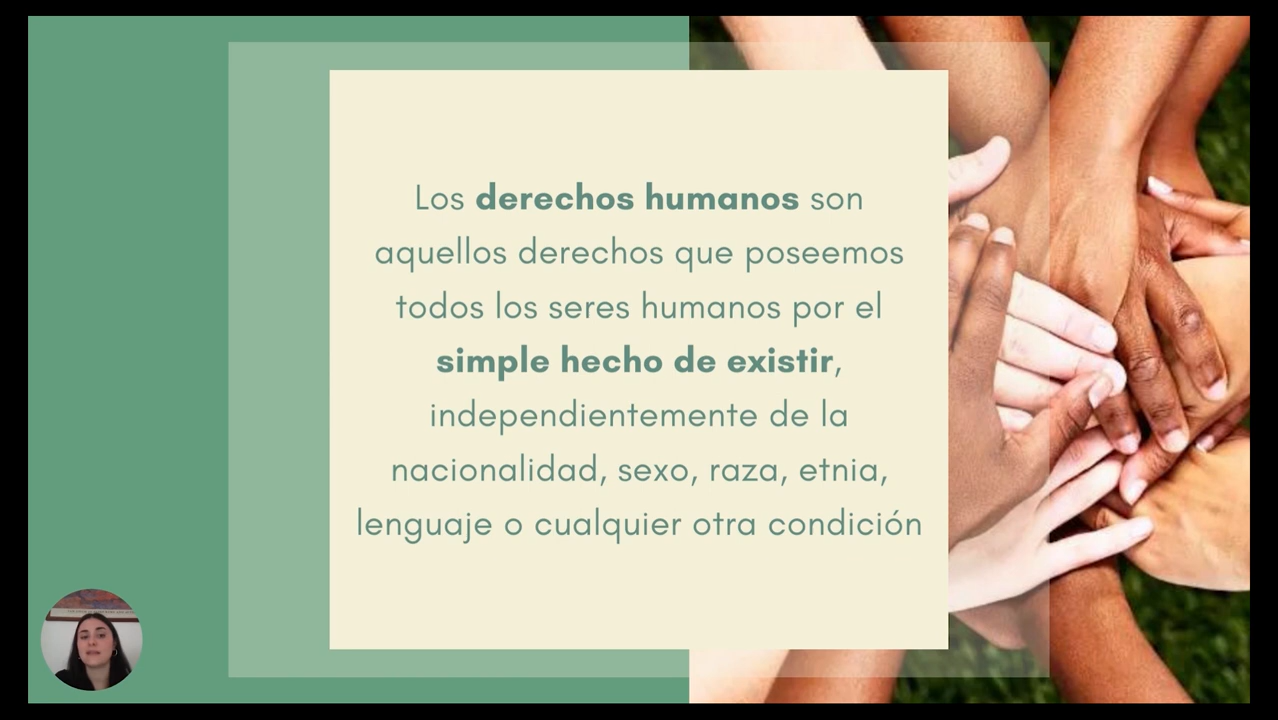 Los derechos humanos son
aquellos derechos que poseemos
todos los seres humanos por el
simple hecho de existir,
independientemente de la
nacionalidad, sexo, raza, etnia,
lenguaje o cualquier otra condición